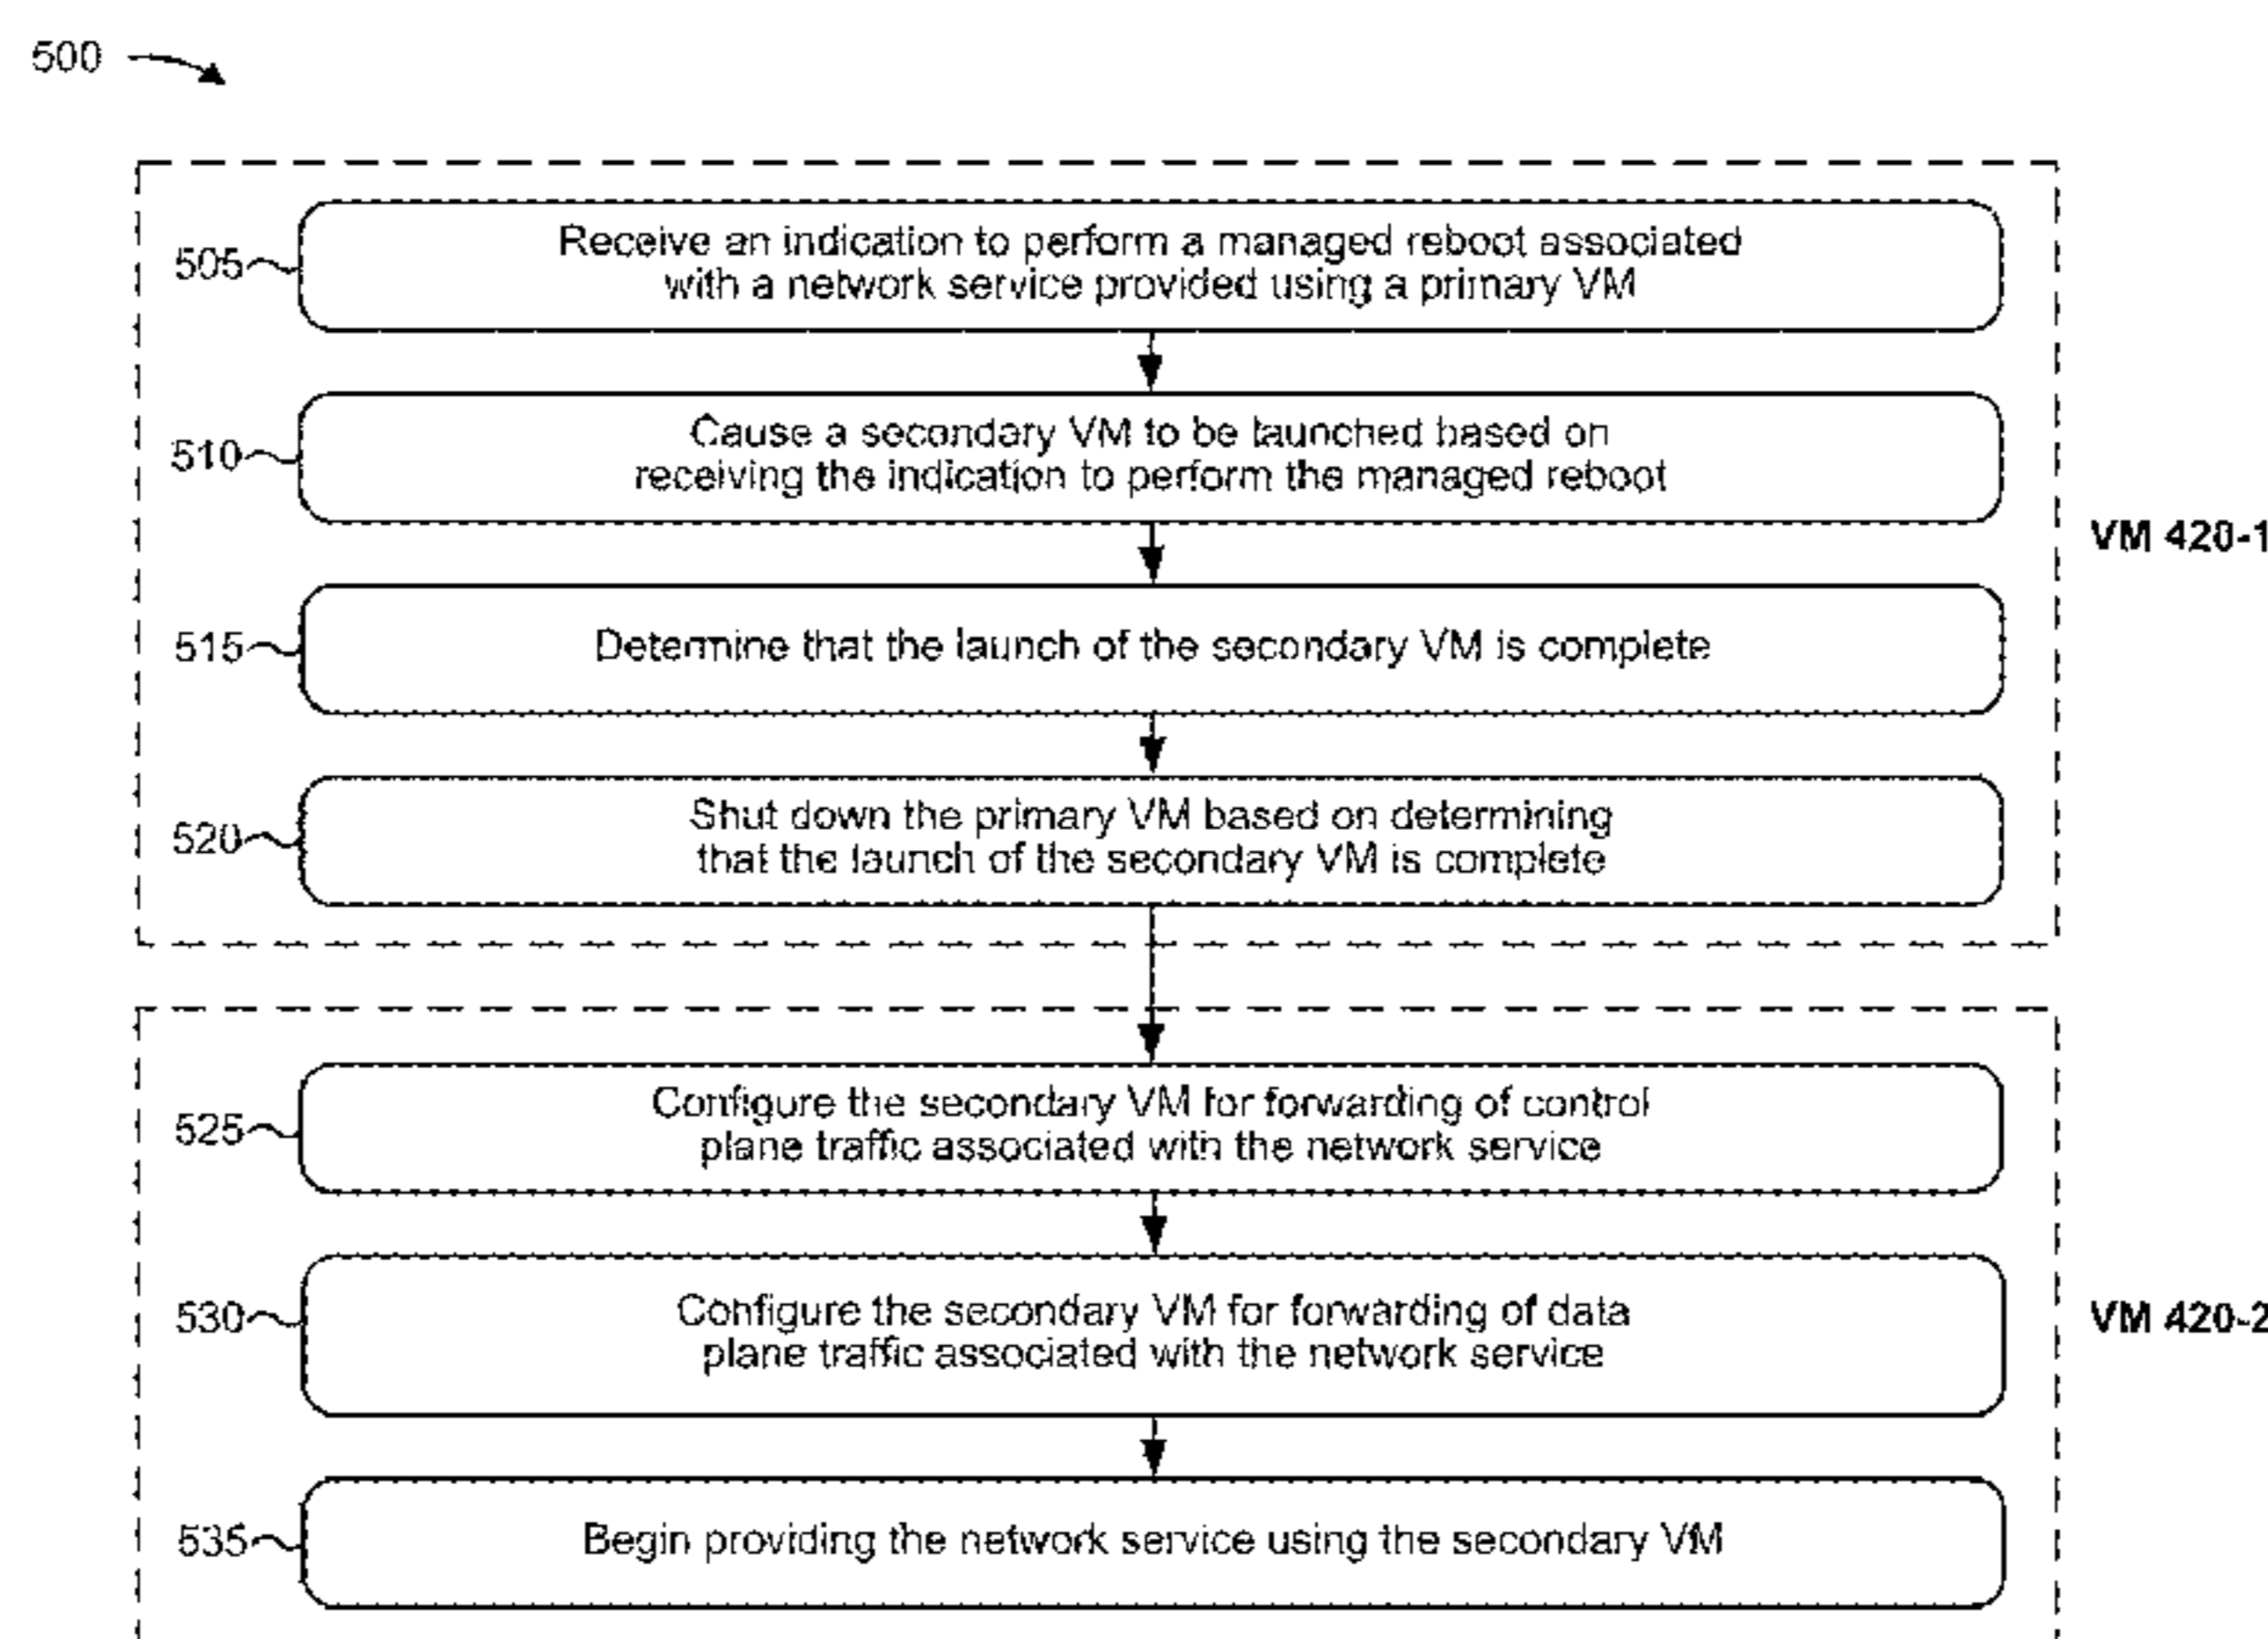 500
505
Receive an indication to perform a managed reboot associated
with a network service provided using a primary VM
510
Cause a secondary VM to be launched based on
receiving the indication to perform the managed reboot
VM 420-1
515
Determine that the launch of the secondary VM is complete
520
Shut down the primary VM based on determining
that the launch of the secondary VM is complete
525
Configure the secondary VM for forwarding of control
plane traffic associated with the network service
530
Configure the secondary VM for forwarding of data
plane traffic associated with the network service
VM 420-2
535
Begin providing the network service using the secondary VM